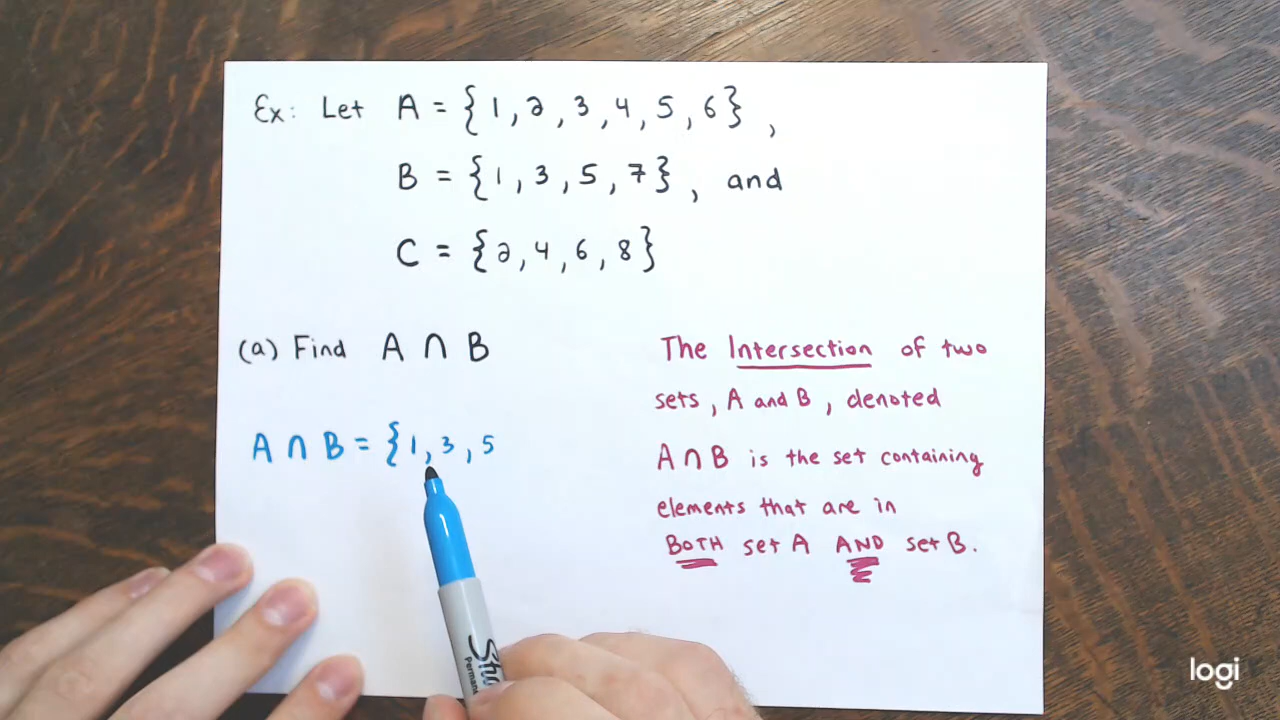 Ex: Let A = {1, 2, 3, 4, 5, 6},
B = {1, 3, 5, 7}, and
C = {2, 4, 6, 8}
(a) Find A ∩ B
A ∩ B = {1, 3, 5
The Intersection of two
sets, A and B, denoted
A ∩ B is the set containing
elements that are in
BOTH set A AND set B.
logi